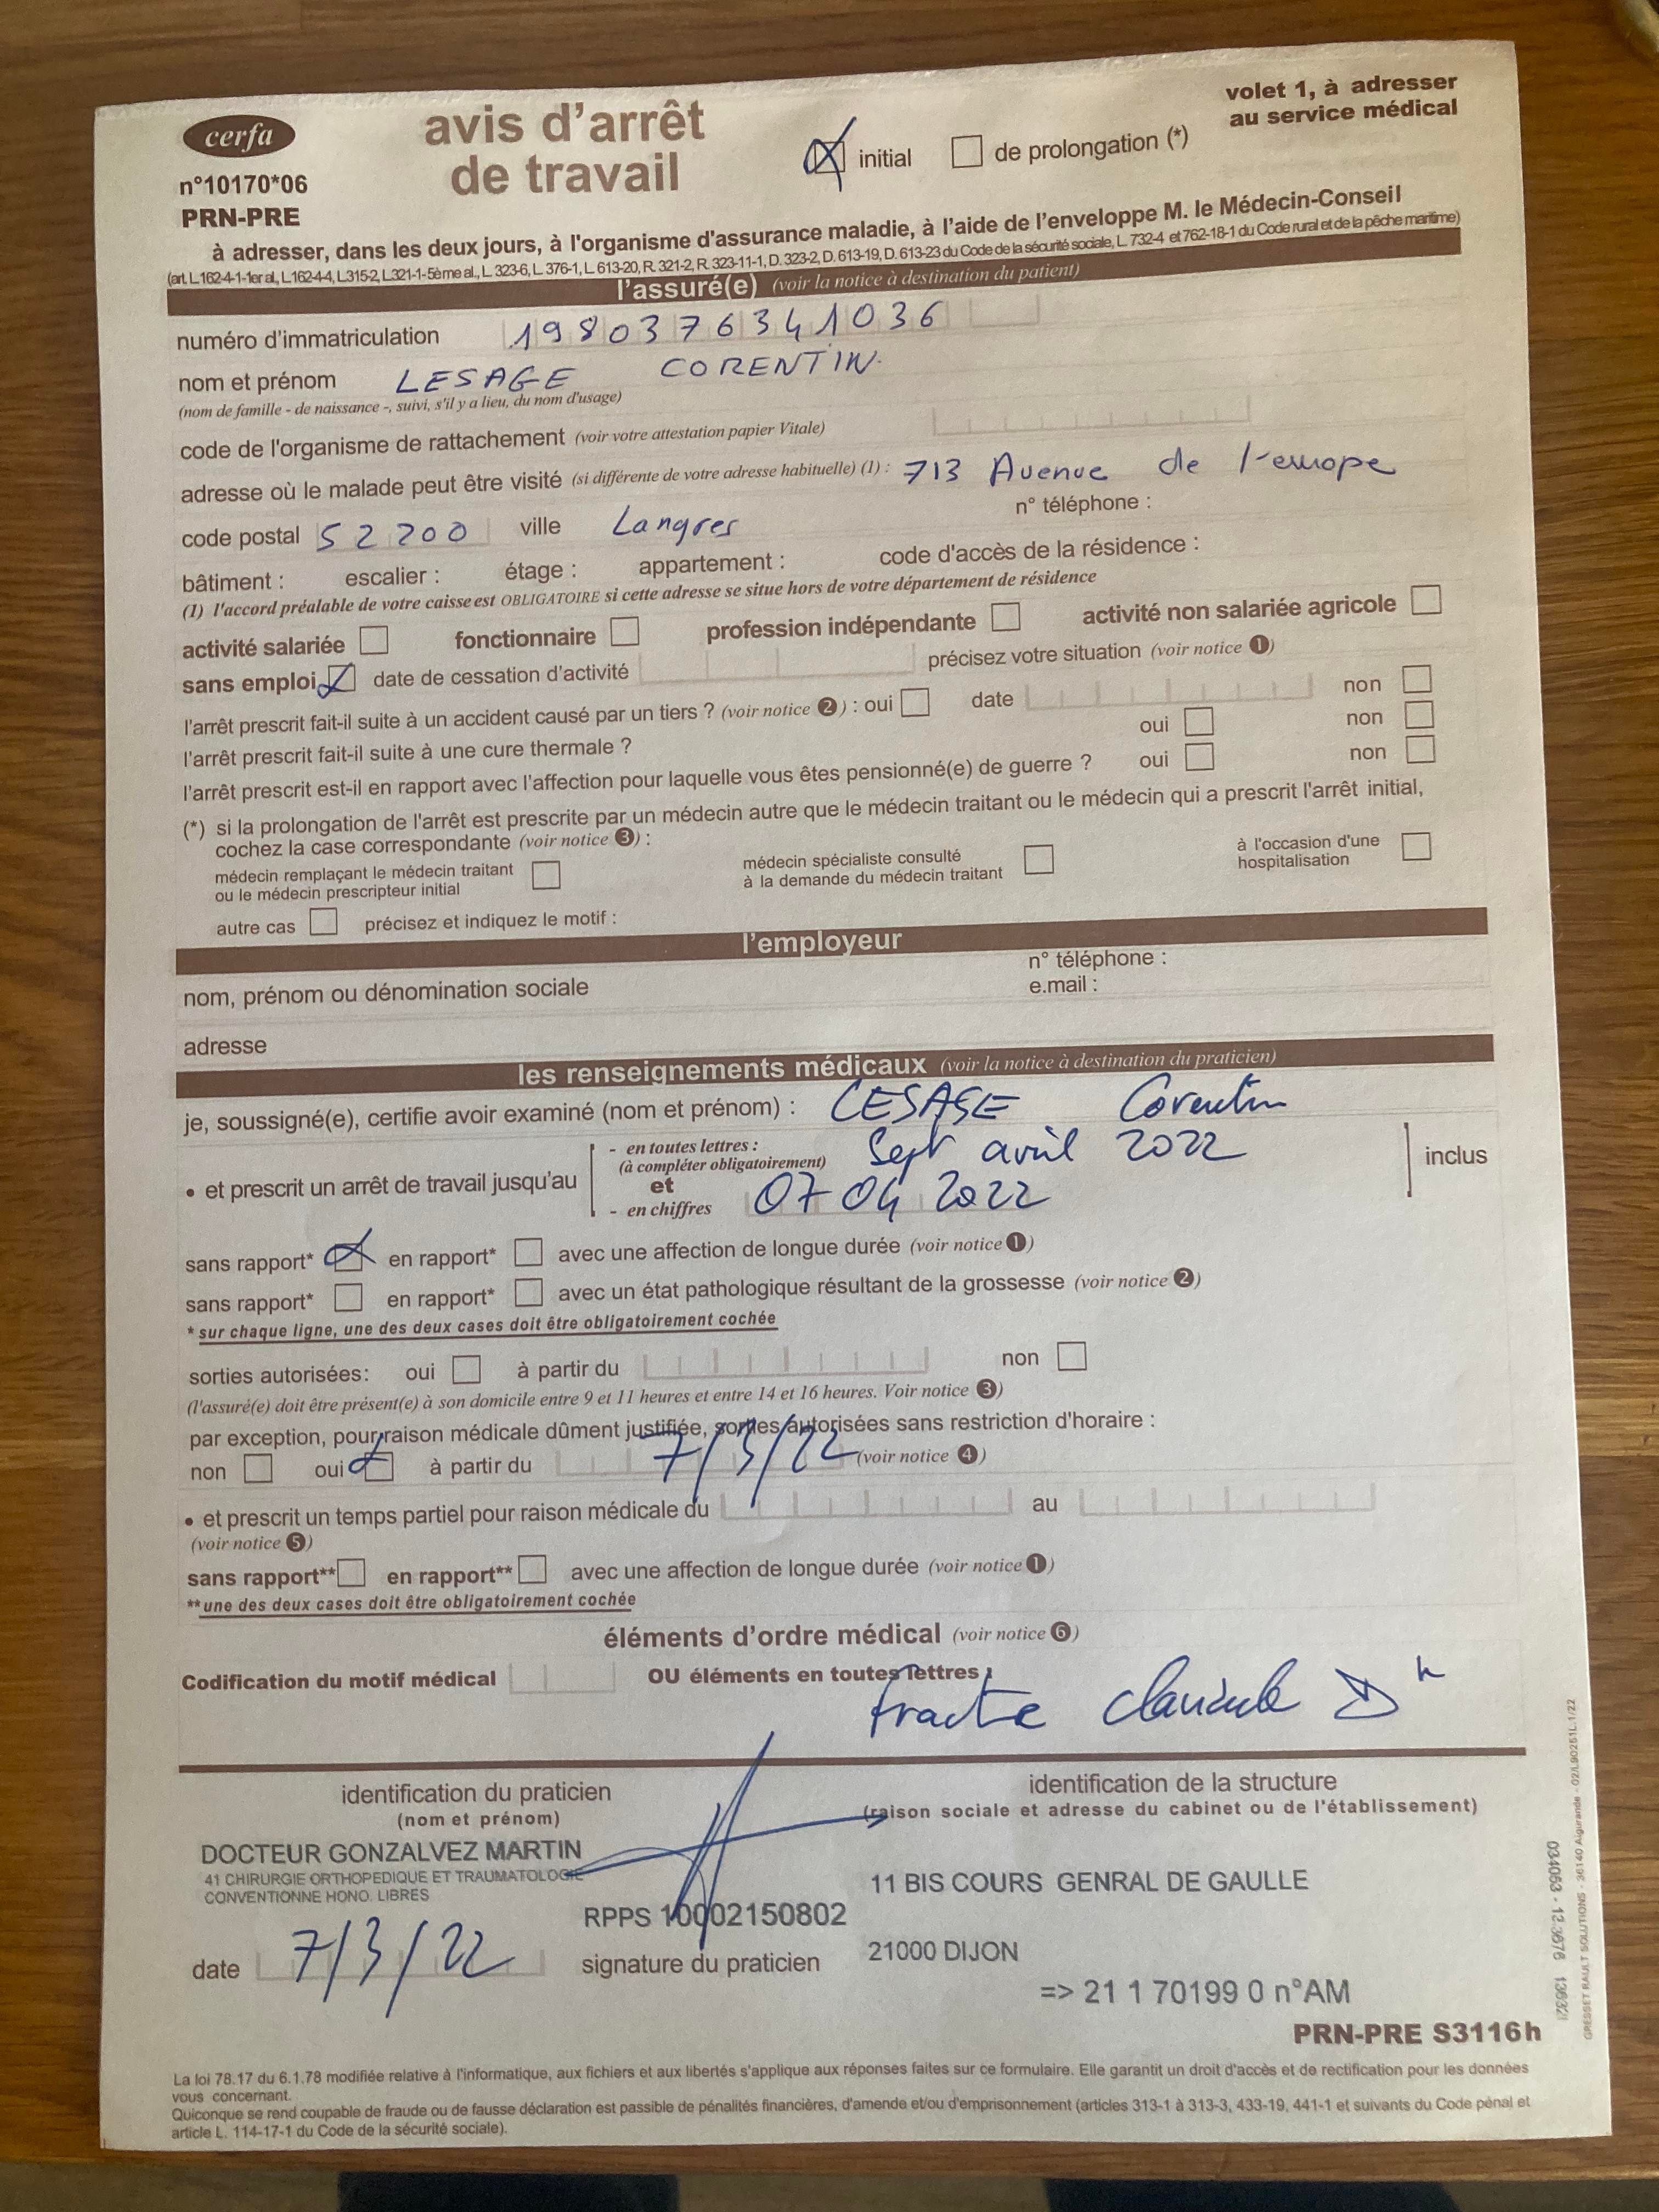 cerfa
n°10170*06
PRN-PRE
avis d'arrêt
de travail
initial
de prolongation (*)
volet 1, à adresser
au service médical
à adresser, dans les deux jours, à l'organisme d'assurance maladie, à l'aide de l'enveloppe M. le Médecin-Conseil
(art. L.162-4-1-1er al., L.162-4-4, L.315-2, L.321-1-5ème al., L. 323-6, L. 376-1, L. 613-20, R. 321-2, R. 323-11-1, D. 323-2, D. 613-19, D. 613-23 du Code de la sécurité sociale, L. 732-4 et 762-18-1 du Code rural et de la pêche maritime)
l'assuré(e) (voir la notice à destination du patient)
numéro d'immatriculation 1980376341036
nom et prénom LESAGE CORENTIN.
(nom de famille - de naissance -, suivi, s'il y a lieu, du nom d'usage)
code de l'organisme de rattachement (voir votre attestation papier Vitale)
adresse où le malade peut être visité (si différente de votre adresse habituelle) (1) : 713 Avenue de l'europe
n° téléphone :
code postal 52200 ville Langres
bâtiment : escalier : étage : appartement : code d'accès de la résidence :
(1) l'accord préalable de votre caisse est OBLIGATOIRE si cette adresse se situe hors de votre département de résidence
activité salariée fonctionnaire profession indépendante activité non salariée agricole
sans emploi date de cessation d'activité précisez votre situation (voir notice 1)
l'arrêt prescrit fait-il suite à un accident causé par un tiers ? (voir notice 2) : oui date non
l'arrêt prescrit fait-il suite à une cure thermale ? oui non
l'arrêt prescrit est-il en rapport avec l'affection pour laquelle vous êtes pensionné(e) de guerre ? oui non
(*) si la prolongation de l'arrêt est prescrite par un médecin autre que le médecin traitant ou le médecin qui a prescrit l'arrêt initial,
cochez la case correspondante (voir notice 3) :
médecin remplaçant le médecin traitant
ou le médecin prescripteur initial
médecin spécialiste consulté
à la demande du médecin traitant
à l'occasion d'une
hospitalisation
autre cas précisez et indiquez le motif :
l'employeur
nom, prénom ou dénomination sociale
n° téléphone :
e.mail :
adresse
les renseignements médicaux (voir la notice à destination du praticien)
je, soussigné(e), certifie avoir examiné (nom et prénom) : LESAGE Corentin
• et prescrit un arrêt de travail jusqu'au
- en toutes lettres : Sept avril 2022
(à compléter obligatoirement)
et
- en chiffres 07 04 2022
inclus
sans rapport* en rapport* avec une affection de longue durée (voir notice 1)
sans rapport* en rapport* avec un état pathologique résultant de la grossesse (voir notice 2)
* sur chaque ligne, une des deux cases doit être obligatoirement cochée
sorties autorisées: oui à partir du non
(l'assuré(e) doit être présent(e) à son domicile entre 9 et 11 heures et entre 14 et 16 heures. Voir notice 3)
par exception, pour raison médicale dûment justifiée, sorties autorisées sans restriction d'horaire :
non oui à partir du 7/3/22 (voir notice 4)
• et prescrit un temps partiel pour raison médicale du au
(voir notice 5)
sans rapport** en rapport** avec une affection de longue durée (voir notice 1)
** une des deux cases doit être obligatoirement cochée
éléments d'ordre médical (voir notice 6)
Codification du motif médical OU éléments en toutes lettres :
clavicule
identification du praticien
(nom et prénom)
DOCTEUR GONZALVEZ MARTIN
41 CHIRURGIE ORTHOPEDIQUE ET TRAUMATOLOGIE
CONVENTIONNE HONO. LIBRES
RPPS 10002150802
date 7/3/22
signature du praticien
identification de la structure
(raison sociale et adresse du cabinet ou de l'établissement)
11 BIS COURS GENRAL DE GAULLE
21000 DIJON
=> 21 1 70199 0 n°AM
PRN-PRE S3116h
La loi 78.17 du 6.1.78 modifiée relative à l'informatique, aux fichiers et aux libertés s'applique aux réponses faites sur ce formulaire. Elle garantit un droit d'accès et de rectification pour les données
vous concernant.
Quiconque se rend coupable de fraude ou de fausse déclaration est passible de pénalités financières, d'amende et/ou d'emprisonnement (articles 313-1 à 313-3, 433-19, 441-1 et suivants du Code pénal et
article L. 114-17-1 du Code de la sécurité sociale).
GRESSET RAULT SOLUTIONS - 36140 Aigurande - 02/L90251L.1/22